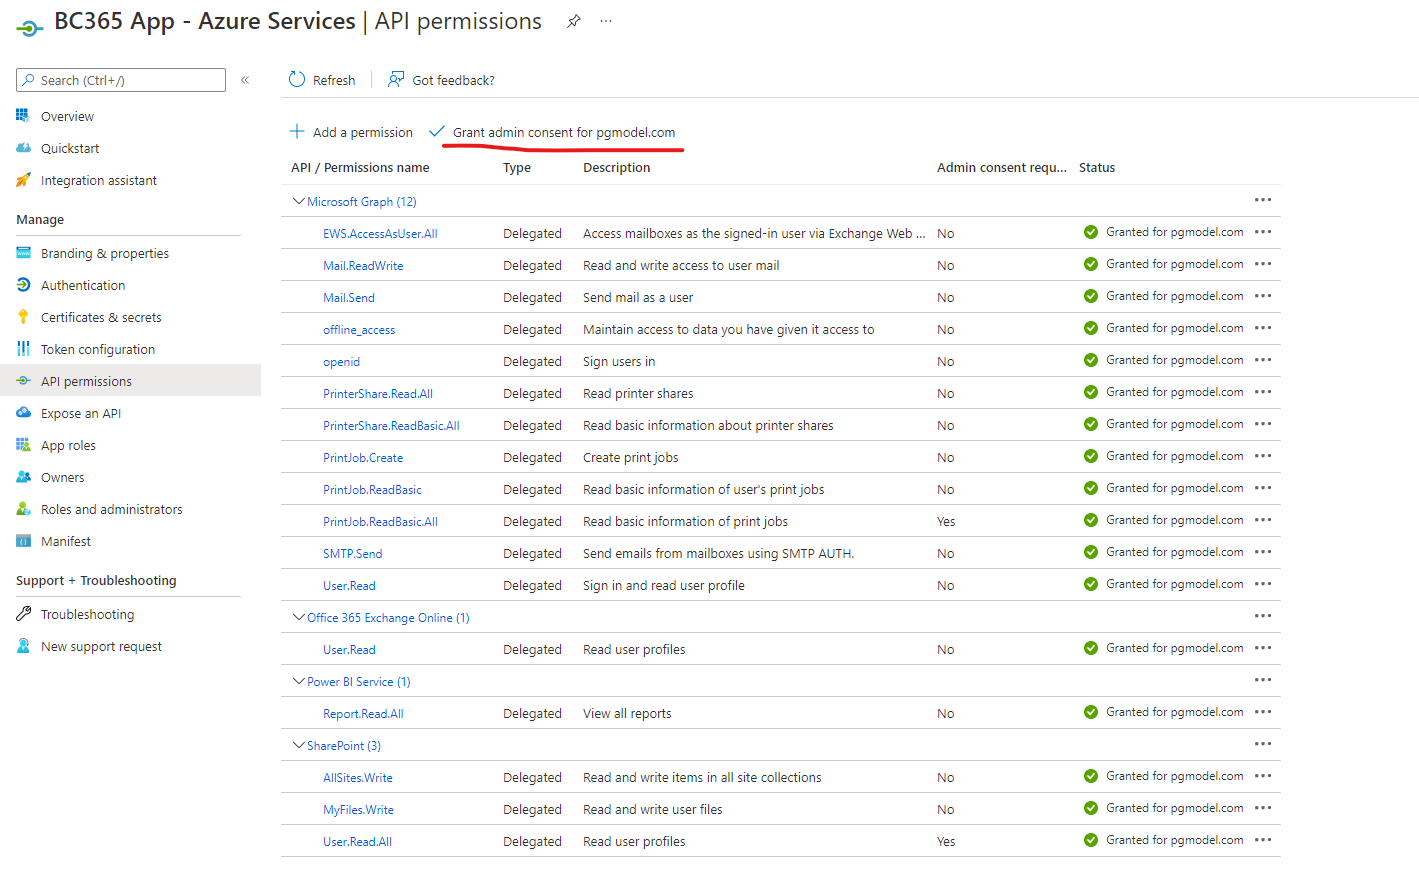 BC365 App - Azure Services | API permissions ...
Search (Ctrl+/)
«
Overview
Quickstart
Integration assistant
Manage
Branding & properties
Authentication
Certificates & secrets
Token configuration
API permissions
Expose an API
App roles
Owners
Roles and administrators
Manifest
Support + Troubleshooting
Troubleshooting
New support request
Refresh | Got feedback?
+ Add a permission Grant admin consent for pgmodel.com
API / Permissions name Type Description Admin consent requ... Status
Microsoft Graph (12) ...
EWS.AccessAsUser.All Delegated Access mailboxes as the signed-in user via Exchange Web ... No Granted for pgmodel.com ...
Mail.ReadWrite Delegated Read and write access to user mail No Granted for pgmodel.com ...
Mail.Send Delegated Send mail as a user No Granted for pgmodel.com ...
offline_access Delegated Maintain access to data you have given it access to No Granted for pgmodel.com ...
openid Delegated Sign users in No Granted for pgmodel.com ...
PrinterShare.Read.All Delegated Read printer shares No Granted for pgmodel.com ...
PrinterShare.ReadBasic.All Delegated Read basic information about printer shares No Granted for pgmodel.com ...
PrintJob.Create Delegated Create print jobs No Granted for pgmodel.com ...
PrintJob.ReadBasic Delegated Read basic information of user's print jobs No Granted for pgmodel.com ...
PrintJob.ReadBasic.All Delegated Read basic information of print jobs Yes Granted for pgmodel.com ...
SMTP.Send Delegated Send emails from mailboxes using SMTP AUTH. No Granted for pgmodel.com ...
User.Read Delegated Sign in and read user profile No Granted for pgmodel.com ...
Office 365 Exchange Online (1) ...
User.Read Delegated Read user profiles No Granted for pgmodel.com ...
Power BI Service (1) ...
Report.Read.All Delegated View all reports No Granted for pgmodel.com ...
SharePoint (3) ...
AllSites.Write Delegated Read and write items in all site collections No Granted for pgmodel.com ...
MyFiles.Write Delegated Read and write user files No Granted for pgmodel.com ...
User.Read.All Delegated Read user profiles Yes Granted for pgmodel.com ...